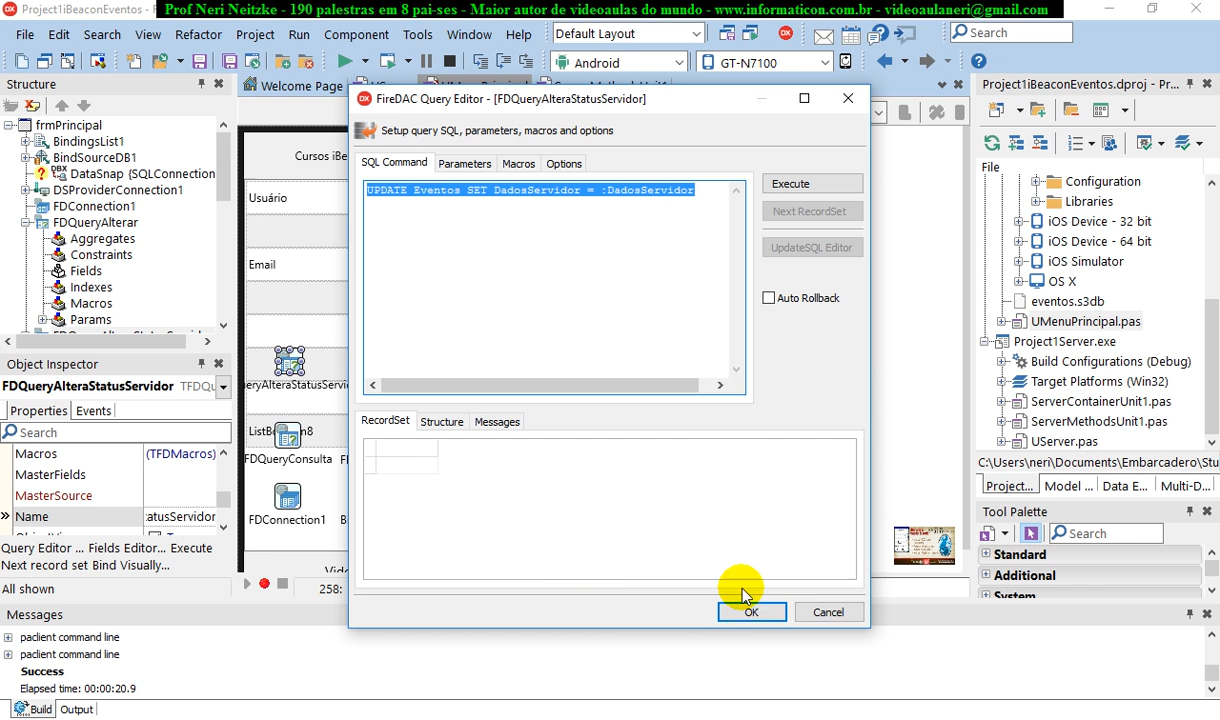 Project1iBeaconEventos - F
Prof Neri Neitzke - 190 palestras em 8 pai-ses - Maior autor de videoaulas do mundo - www.informaticon.com.br - videoaulaneri@gmail.com
File Edit Search View Refactor Project Run Component Tools Window Help
Default Layout
Search
Android
GT-N7100
Structure
frmPrincipal
BindingsList1
BindSourceDB1
DataSnap {SQLConnection
DSProviderConnection1
FDConnection1
FDQueryAlterar
Aggregates
Constraints
Fields
Indexes
Macros
Params
Object Inspector
FDQueryAlteraStatusServidor TFDQu
Properties Events
Search
Macros (TFDMacros)
MasterFields
MasterSource
Name :atusServidor
Query Editor ... Fields Editor... Execute
Next record set Bind Visually...
All shown
Welcome Page
Cursos iBe
Usuário
Email
eryAlteraStatusServi
FDQueryConsulta
FDConnection1
258:
FireDAC Query Editor - [FDQueryAlteraStatusServidor]
Setup query SQL, parameters, macros and options
SQL Command Parameters Macros Options
UPDATE Eventos SET DadosServidor = :DadosServidor
Execute
Next RecordSet
UpdateSQL Editor
Auto Rollback
RecordSet Structure Messages
OK Cancel
Project1iBeaconEventos.dproj - Pr...
File
Configuration
Libraries
iOS Device - 32 bit
iOS Device - 64 bit
iOS Simulator
OS X
eventos.s3db
UMenuPrincipal.pas
Project1Server.exe
Build Configurations (Debug)
Target Platforms (Win32)
ServerContainerUnit1.pas
ServerMethodsUnit1.pas
UServer.pas
C:\Users\neri\Documents\Embarcadero\Stu
Project... Model ... Data E... Multi-D...
Tool Palette
Search
Standard
Additional
System
Messages
paclient command line
paclient command line
Success
Elapsed time: 00:00:20.9
Build Output